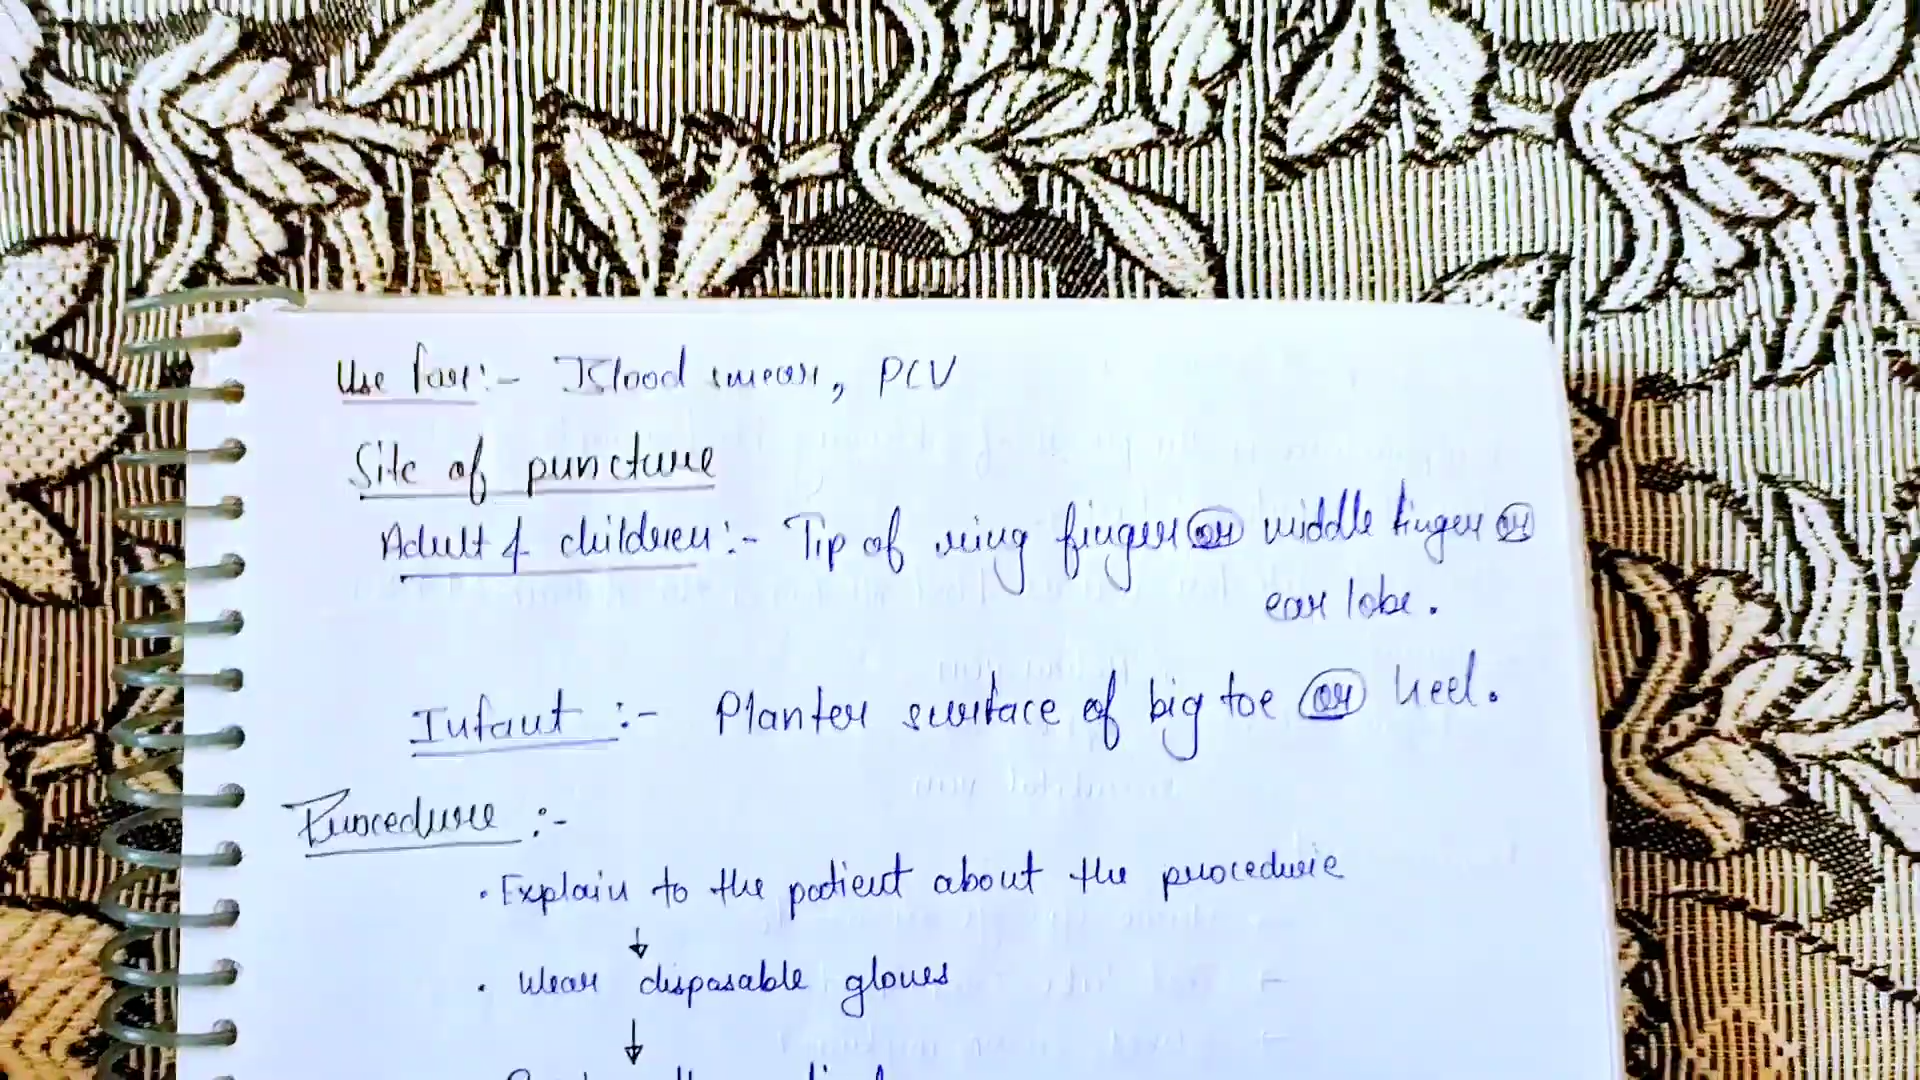 Use for:- Blood smear, PCV
Site of puncture
Adult & children:- Tip of ring finger or middle finger or
ear lobe.
Infant :- Planter surface of big toe or heel.
Procedure :-
· Explain to the patient about the procedure
↓
· Wear disposable gloves
↓